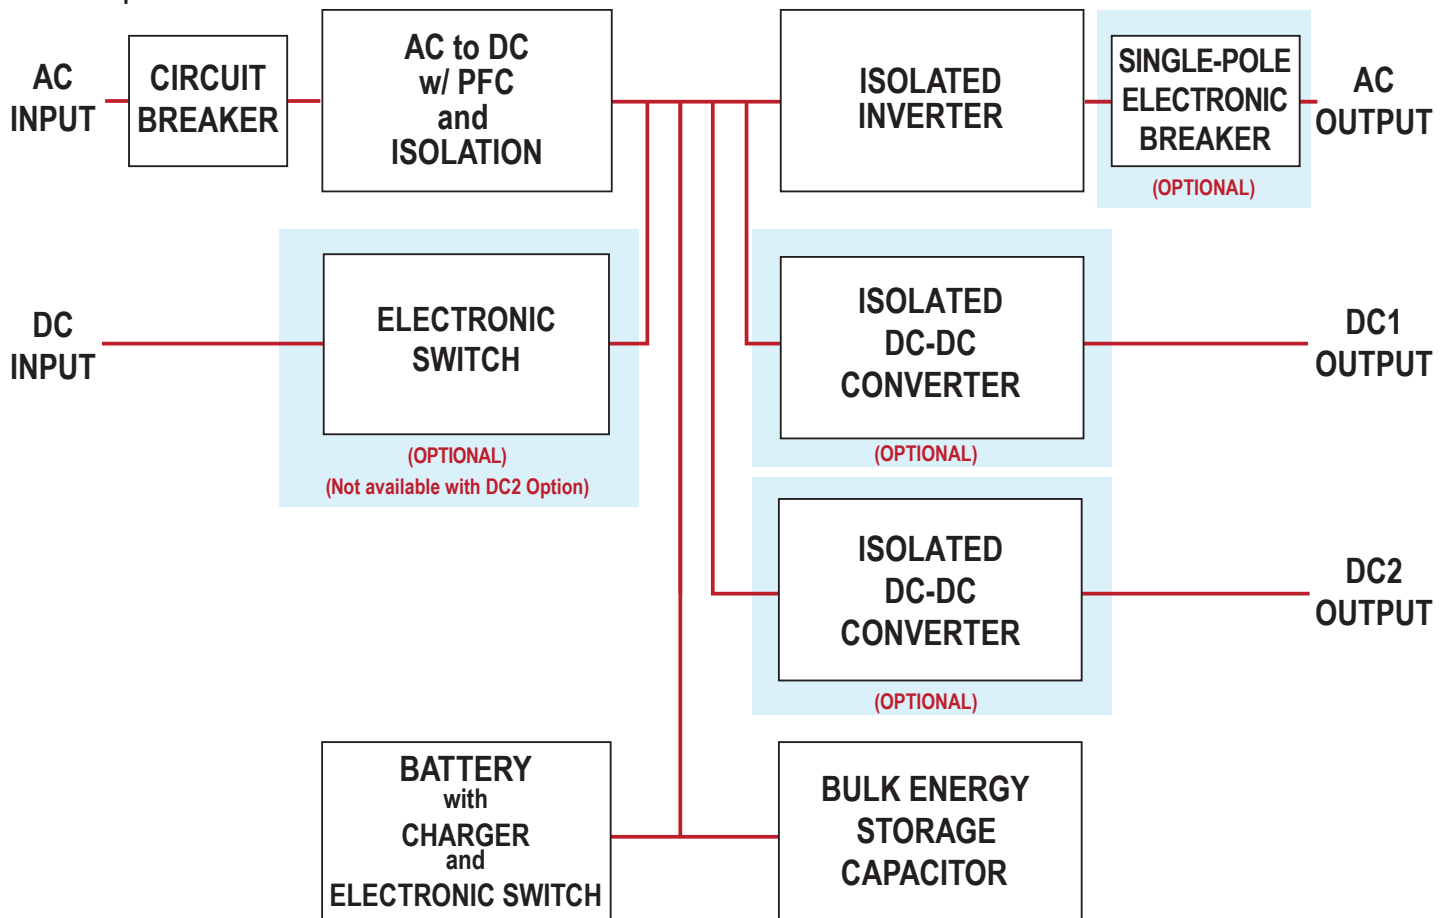 AC
INPUT
CIRCUIT
BREAKER
AC to DC
w/ PFC
and
ISOLATION
ISOLATED
INVERTER
SINGLE-POLE
ELECTRONIC
BREAKER
(OPTIONAL)
AC
OUTPUT
DC
INPUT
ELECTRONIC
SWITCH
(OPTIONAL)
(Not available with DC2 Option)
ISOLATED
DC-DC
CONVERTER
(OPTIONAL)
DC1
OUTPUT
ISOLATED
DC-DC
CONVERTER
(OPTIONAL)
DC2
OUTPUT
BATTERY
with
CHARGER
and
ELECTRONIC SWITCH
BULK ENERGY
STORAGE
CAPACITOR